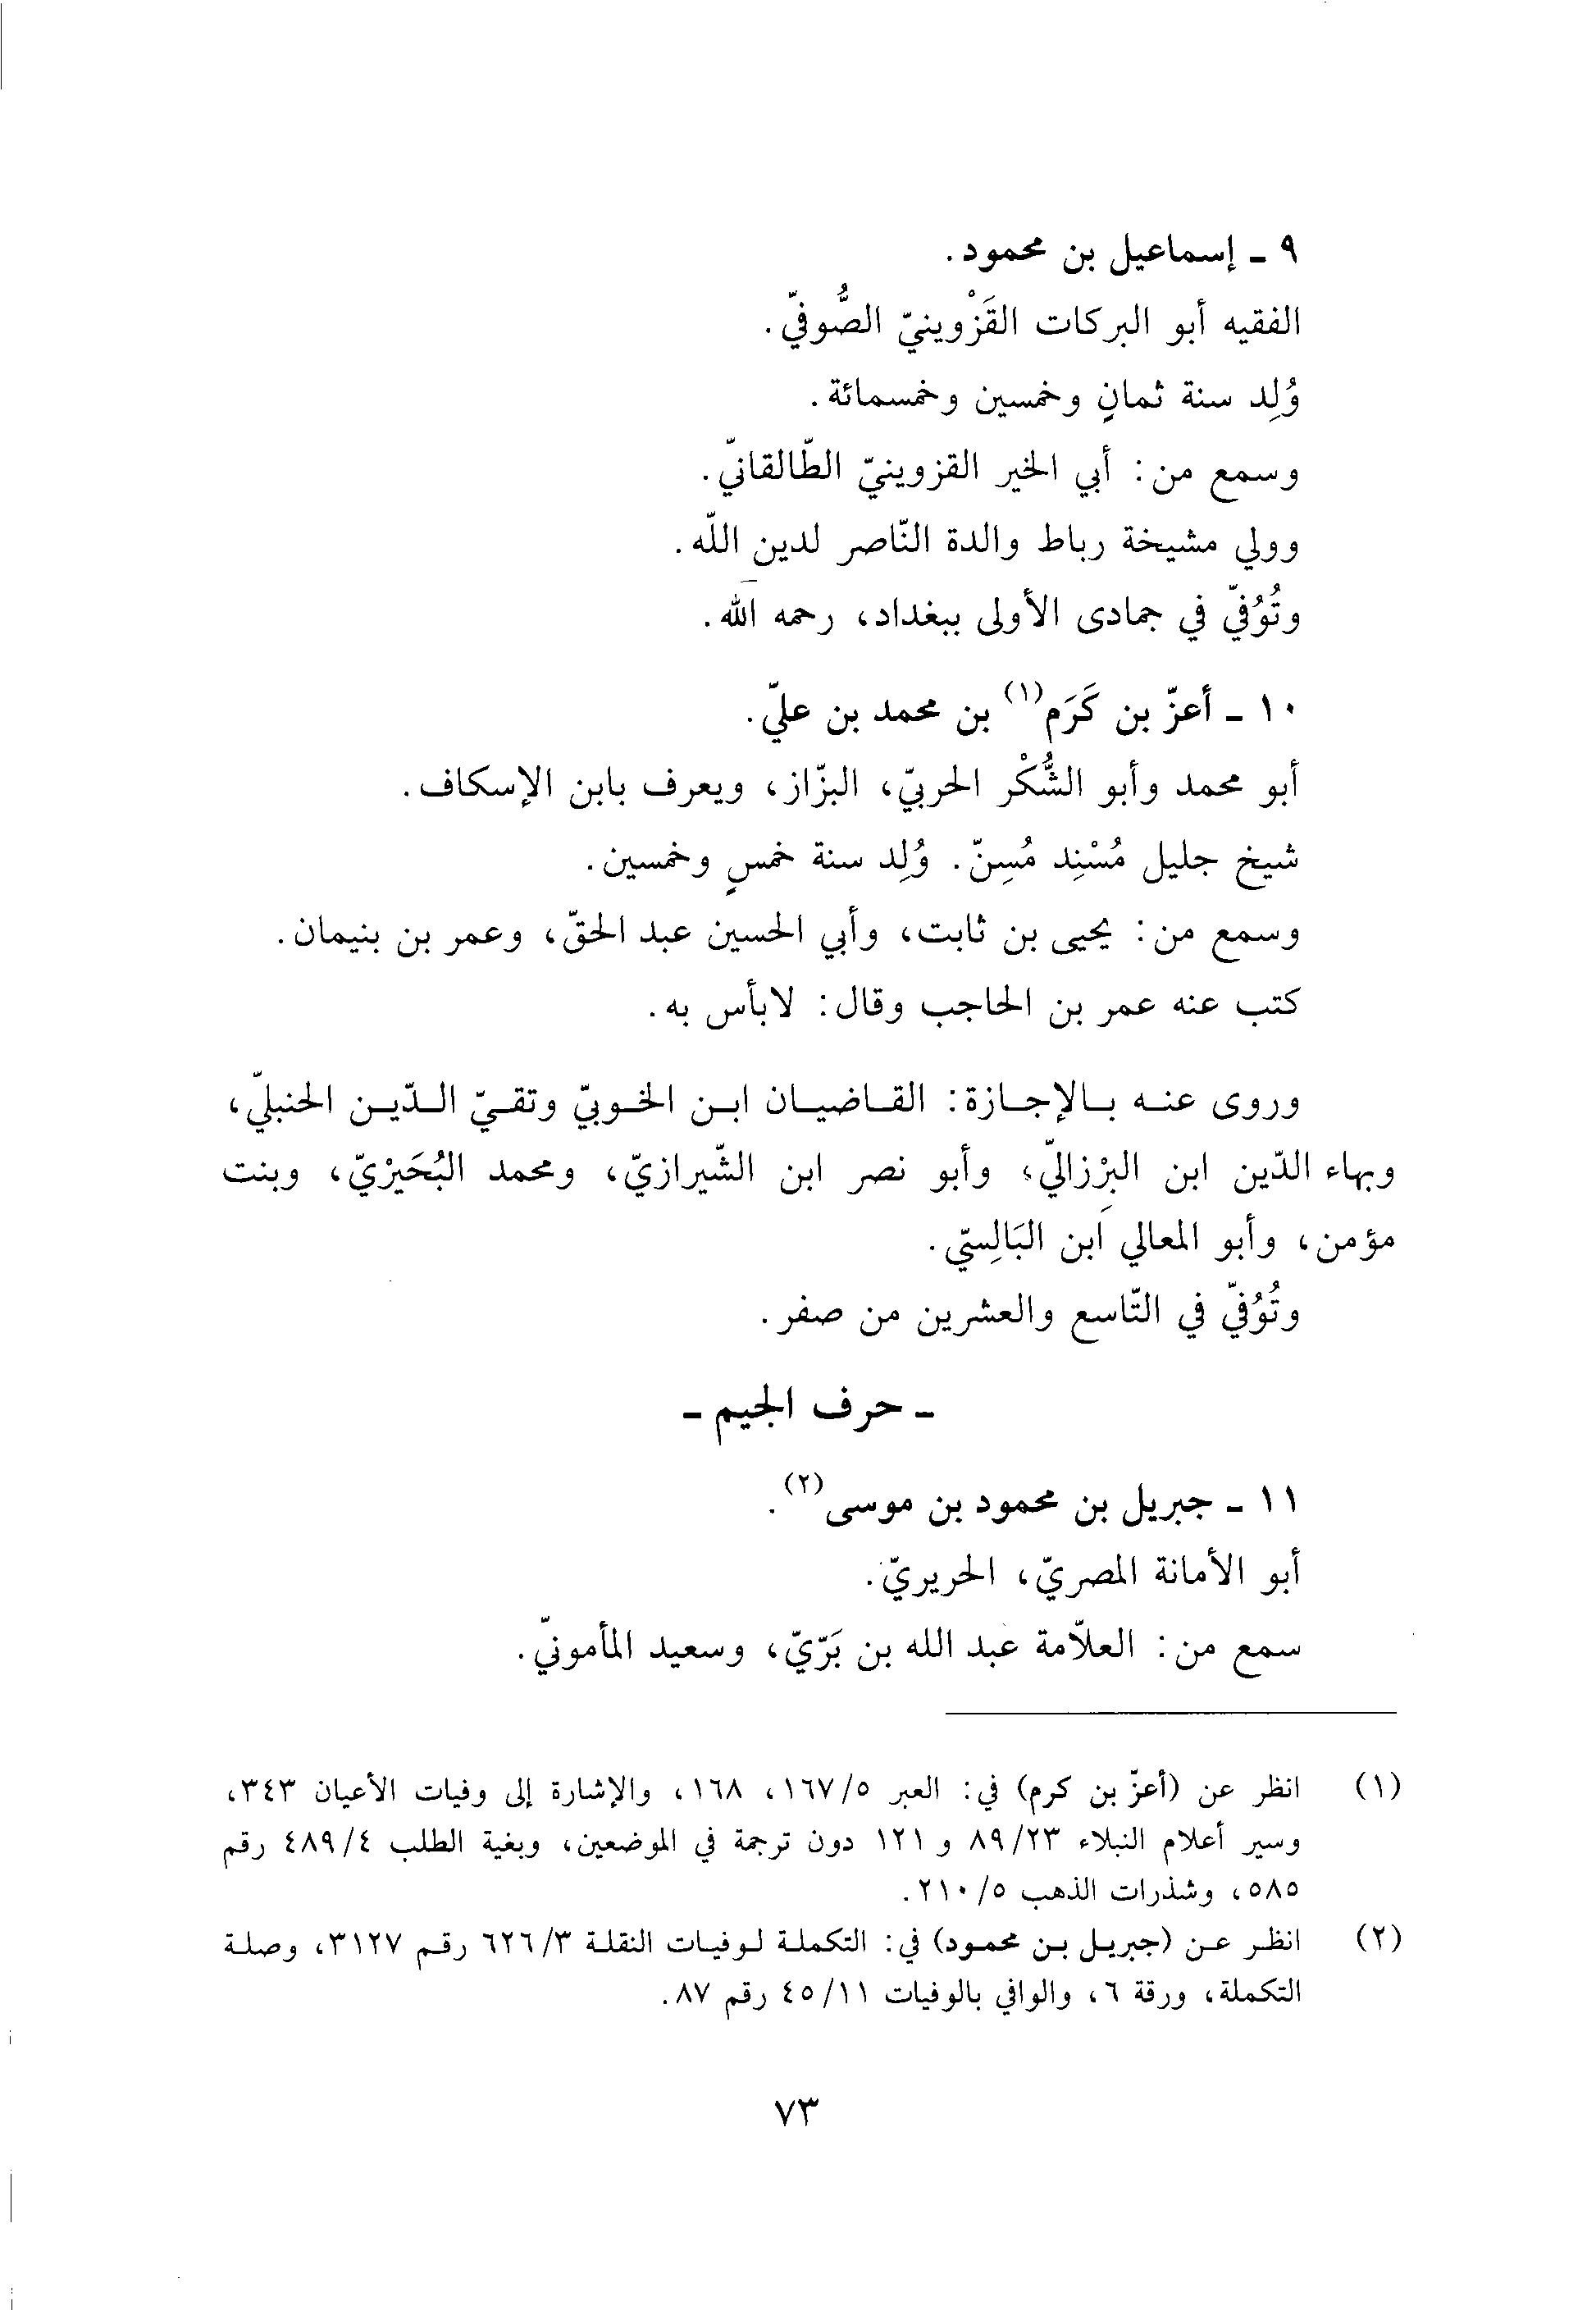 ٩ - إسماعيل بن محمود.
الفقيه أبو البركات القَزْوينيّ الصُّوفيّ.
وُلِد سنة ثمانٍ وخمسين وخمسمائة.
وسمع من: أبي الخير القزوينيّ الطّالقانيّ.
وولي مشيخة رباط والدة النّاصر لدين اللّه.
وتُوُفيّ في جمادى الأولى ببغداد، رحمه الله.
١٠ - أعزّ بن كَرَم(١) بن محمد بن عليّ.
أبو محمد وأبو الشُّكْر الحربيّ، البزّاز، ويعرف بابن الإسكاف.
شيخ جليل مُسْنِد مُسِنّ. وُلِد سنة خمسٍ وخمسين.
وسمع من: يحيى بن ثابت، وأبي الحسين عبد الحقّ، وعمر بن بنيمان.
كتب عنه عمر بن الحاجب وقال: لابأس به.
وروى عنه بالإجازة: القاضيان ابن الخوبيّ وتقيّ الدّين الحنبليّ،
وبهاء الدّين ابن البرْزاليّ، وأبو نصر ابن الشّيرازيّ، ومحمد البُحَيرْيّ، وبنت
مؤمن، وأبو المعالي ابن البَالِسيّ.
وتُوُفيّ في التّاسع والعشرين من صفر.
- حرف الجيم -
١١ - جبريل بن محمود بن موسى(٢).
أبو الأمانة المصريّ، الحريريّ.
سمع من: العلاّمة عبد الله بن بَرّيّ، وسعيد المأمونيّ.
(١) انظر عن (أعزّ بن كرم) في: العبر ٥/١٦٧، ١٦٨، والإشارة إلى وفيات الأعيان ٣٤٣،
وسير أعلام النبلاء ٨٩/٢٣ و ١٢١ دون ترجمة في الموضعين، وبغية الطلب ٤/٤٨٩ رقم
٥٨٥، وشذرات الذهب ٥/٢١٠.
(٢) انظر عن (جبريل بن محمود) في: التكملة لوفيات النقلة ٣/٦٢٦ رقم ٣١٢٧، وصلة
التكملة، ورقة ٦، والوافي بالوفيات ١١/٤٥ رقم ٨٧.
٧٣